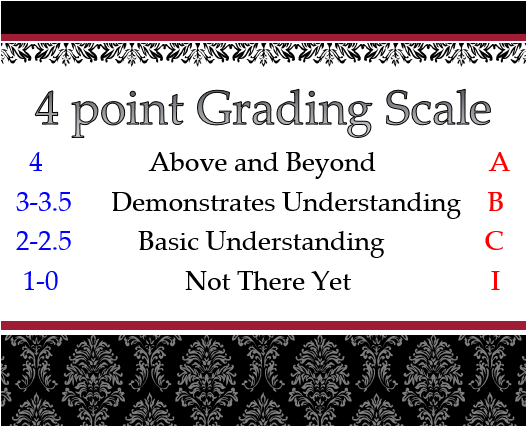 4 point Grading Scale
4 Above and Beyond A
3-3.5 Demonstrates Understanding B
2-2.5 Basic Understanding C
1-0 Not There Yet I